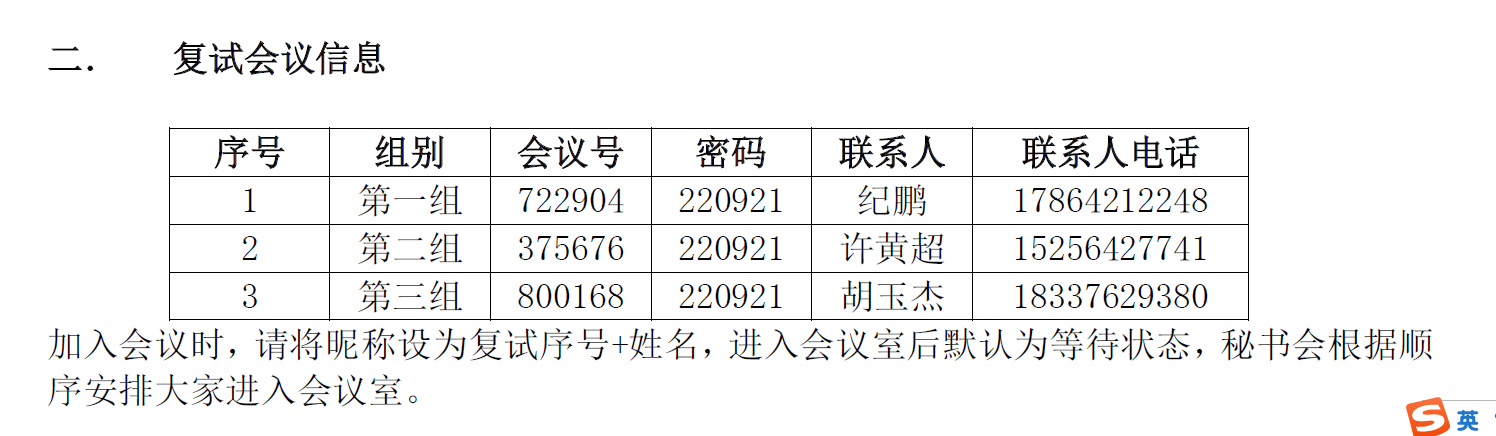 二. 复试会议信息
序号 组别 会议号 密码 联系人 联系人电话
1 第一组 722904 220921 纪鹏 17864212248
2 第二组 375676 220921 许黄超 15256427741
3 第三组 800168 220921 胡玉杰 18337629380
加入会议时,请将昵称设为复试序号+姓名,进入会议室后默认为等待状态,秘书会根据顺
序安排大家进入会议室。
S 英